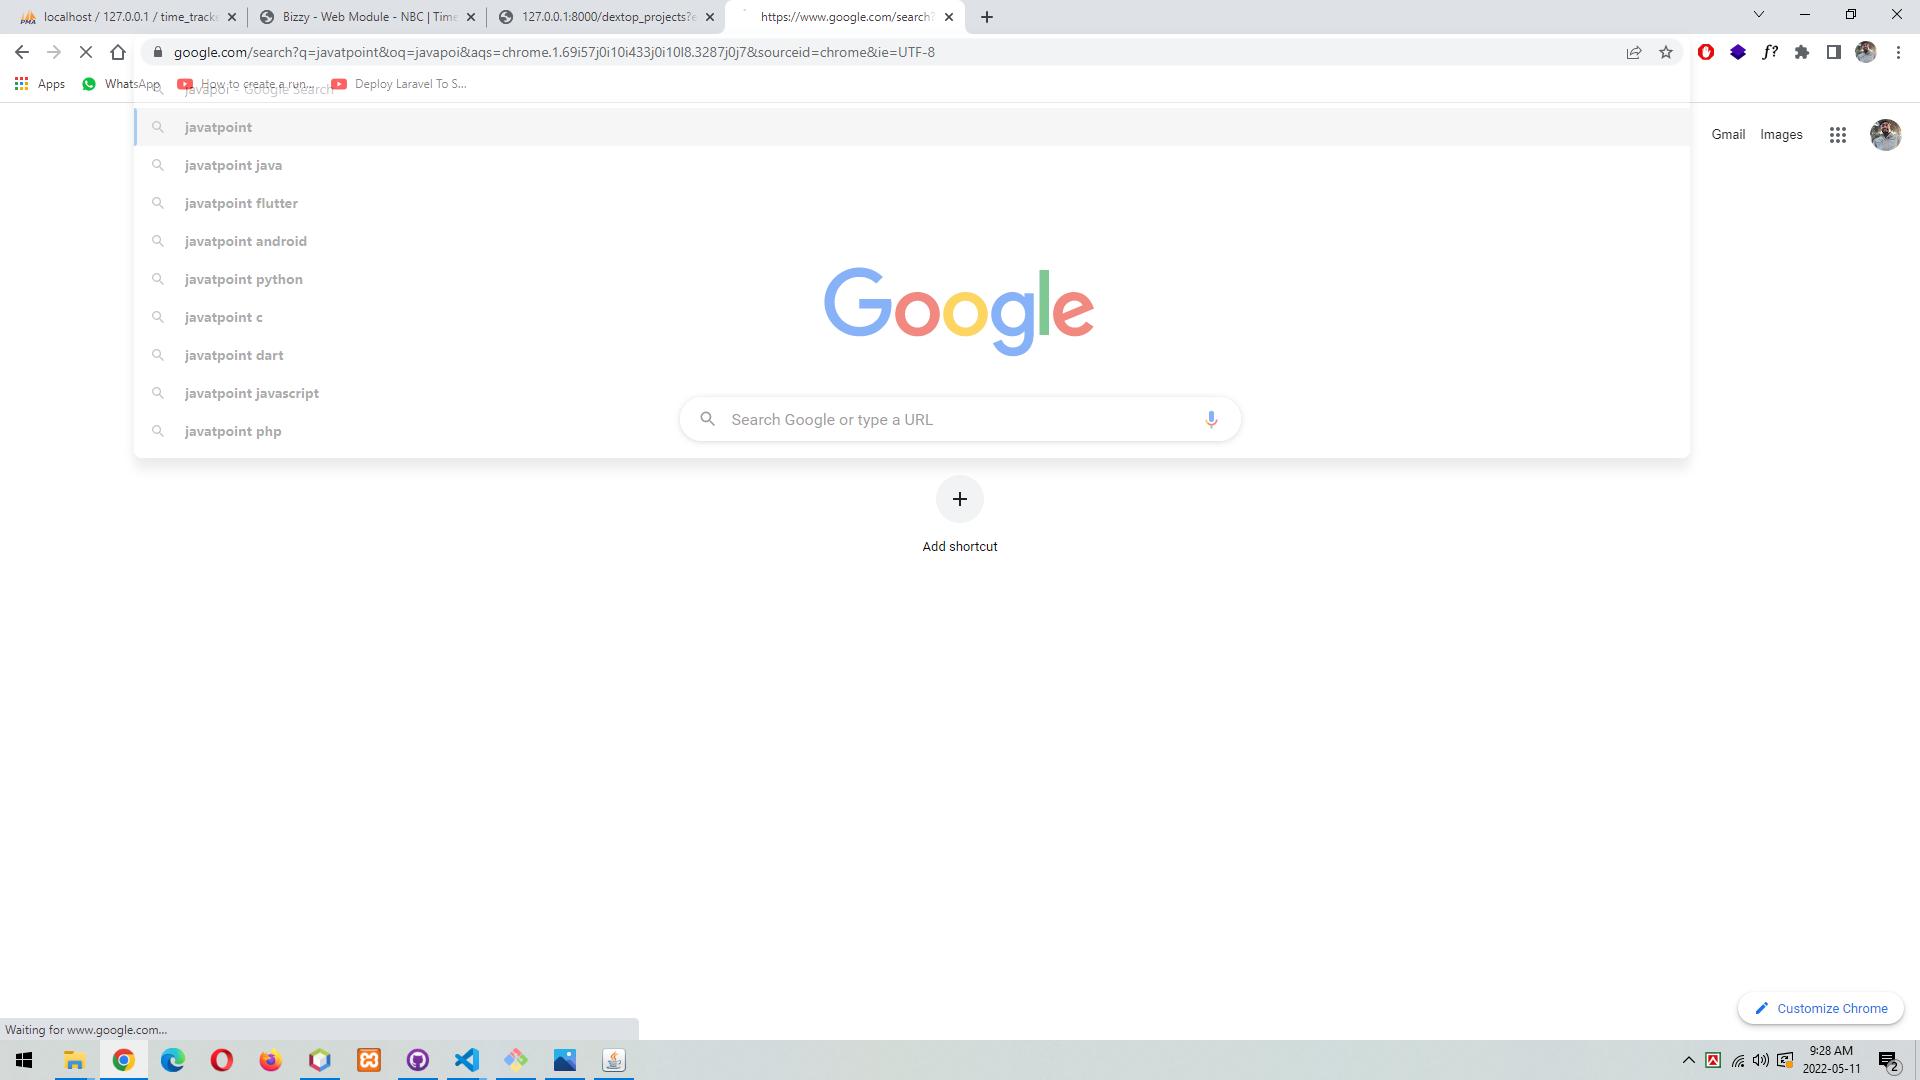 localhost / 127.0.0.1 / time_tracke
Bizzy - Web Module - NBC | Time
127.0.0.1:8000/dextop_projects?e
https://www.google.com/search?
google.com/search?q=javatpoint&oq=javapoi&aqs=chrome.1.69i57j0i10i433j0i10l8.3287j0j7&sourceid=chrome&ie=UTF-8
f?
Apps
WhatsApp
How to create a run...
Deploy Laravel To S...
javapoi - Google Search
javatpoint
Gmail
Images
javatpoint java
javatpoint flutter
javatpoint android
javatpoint python
javatpoint c
javatpoint dart
javatpoint javascript
javatpoint php
Google
Search Google or type a URL
Add shortcut
Customize Chrome
Waiting for www.google.com...
9:28 AM
2022-05-11
2